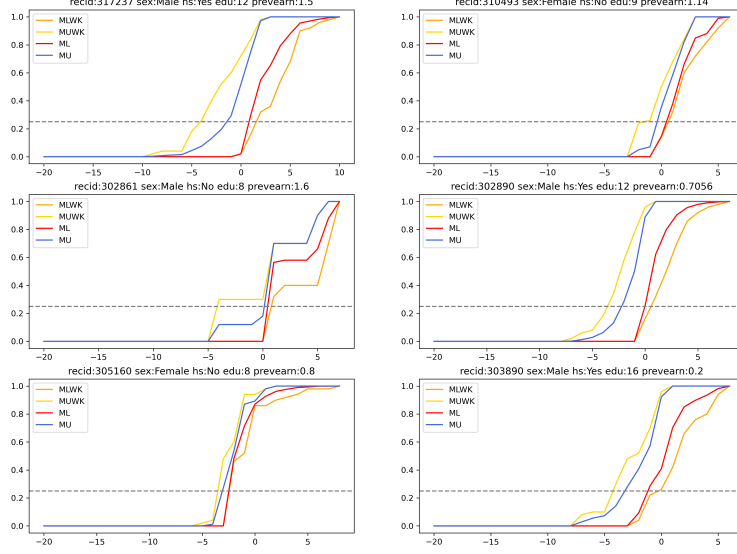 recid:317237 sex:Male hs:Yes edu:12 prevearn:1.5
MLWK
MUWK
ML
MU
1.0
0.8
0.6
0.4
0.2
0.0
−20 −15 −10 −5 0 5 10
recid:310493 sex:Female hs:No edu:9 prevearn:1.14
MLWK
MUWK
ML
MU
1.0
0.8
0.6
0.4
0.2
0.0
−20 −15 −10 −5 0 5
recid:302861 sex:Male hs:No edu:8 prevearn:1.6
MLWK
MUWK
ML
MU
1.0
0.8
0.6
0.4
0.2
0.0
−20 −15 −10 −5 0 5
recid:302890 sex:Male hs:Yes edu:12 prevearn:0.7056
MLWK
MUWK
ML
MU
1.0
0.8
0.6
0.4
0.2
0.0
−20 −15 −10 −5 0 5
recid:305160 sex:Female hs:No edu:8 prevearn:0.8
MLWK
MUWK
ML
MU
1.0
0.8
0.6
0.4
0.2
0.0
−20 −15 −10 −5 0 5
recid:303890 sex:Male hs:Yes edu:16 prevearn:0.2
MLWK
MUWK
ML
MU
1.0
0.8
0.6
0.4
0.2
0.0
−20 −15 −10 −5 0 5